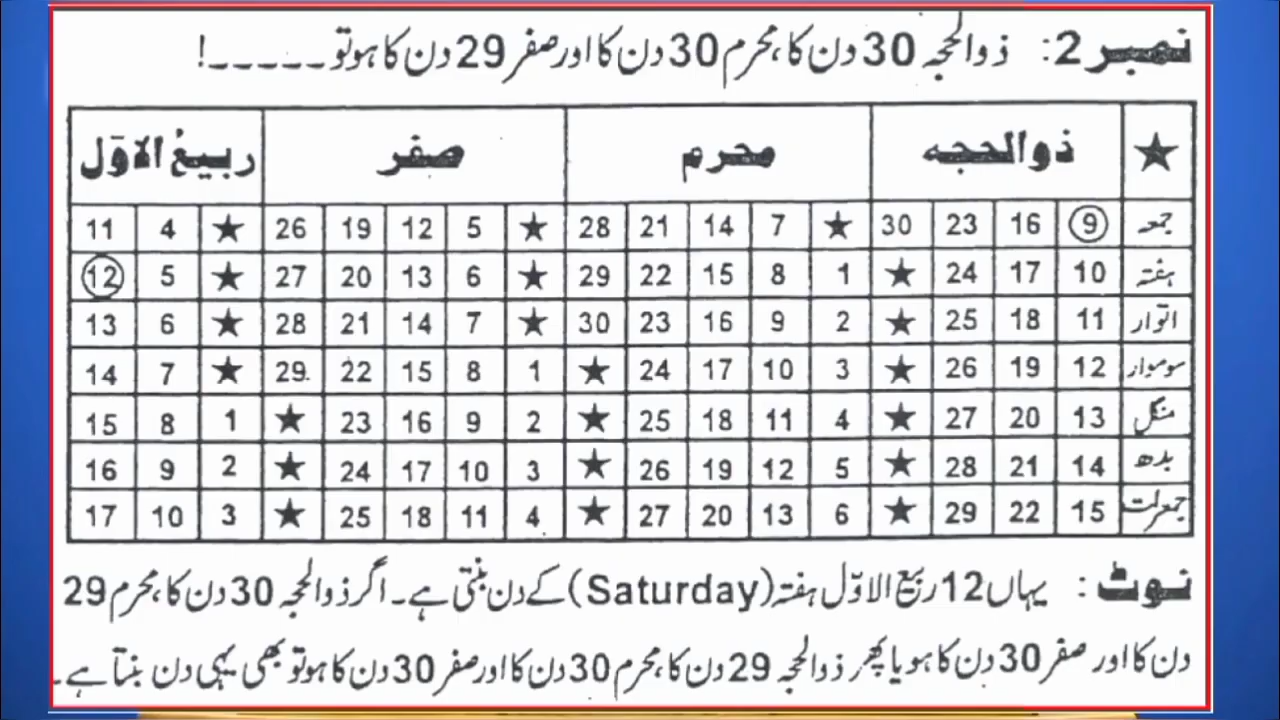 نمبر 2: ذوالحجہ 30 دن کا، محرم 30 دن کا اور صفر 29 دن کا ہو تو ۔۔۔۔۔!
★ ذوالحجہ محرم صفر ربیعُ الاوّل
جمعہ 9 16 23 30 ★ 7 14 21 28 ★ 5 12 19 26 ★ 4 11
ہفتہ 10 17 24 ★ 1 8 15 22 29 ★ 6 13 20 27 ★ 5 12
اتوار 11 18 25 ★ 2 9 16 23 30 ★ 7 14 21 28 ★ 6 13
سوموار 12 19 26 ★ 3 10 17 24 ★ 1 8 15 22 29 ★ 7 14
منگل 13 20 27 ★ 4 11 18 25 ★ 2 9 16 23 ★ 1 8 15
بدھ 14 21 28 ★ 5 12 19 26 ★ 3 10 17 24 ★ 2 9 16
جمعرات 15 22 29 ★ 6 13 20 27 ★ 4 11 18 25 ★ 3 10 17
نوٹ: یہاں 12 ربیع الاوّل ہفتہ (Saturday) کے دن بنتی ہے۔ اگر ذوالحجہ 30 دن کا، محرم 29
دن کا اور صفر 30 دن کا ہو یا پھر ذوالحجہ 29 دن کا، محرم 30 دن کا اور صفر 30 دن کا ہو تو بھی یہی دن بنتا ہے۔